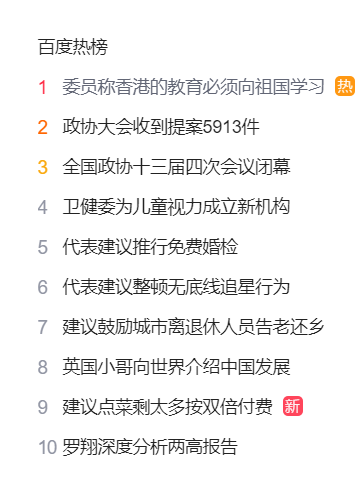 百度热榜
1 委员称香港的教育必须向祖国学习 热
2 政协大会收到提案5913件
3 全国政协十三届四次会议闭幕
4 卫健委为儿童视力成立新机构
5 代表建议推行免费婚检
6 代表建议整顿无底线追星行为
7 建议鼓励城市离退休人员告老还乡
8 英国小哥向世界介绍中国发展
9 建议点菜剩太多按双倍付费 新
10 罗翔深度分析两高报告